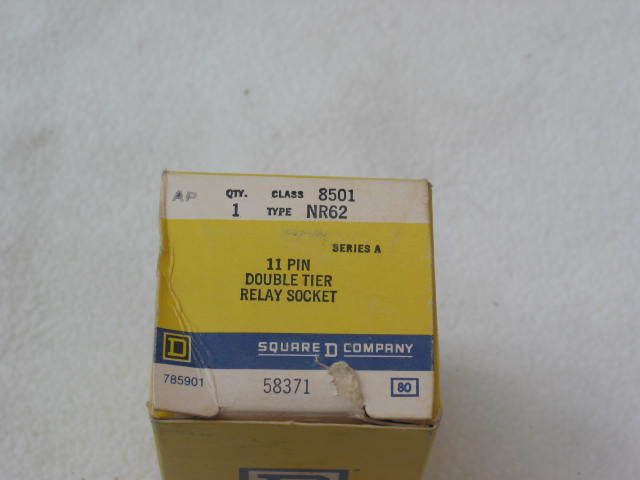 AP QTY. CLASS 8501
1 TYPE NR62
SERIES A
11 PIN
DOUBLE TIER
RELAY SOCKET
D SQUARE D COMPANY
785901 58371 80
D